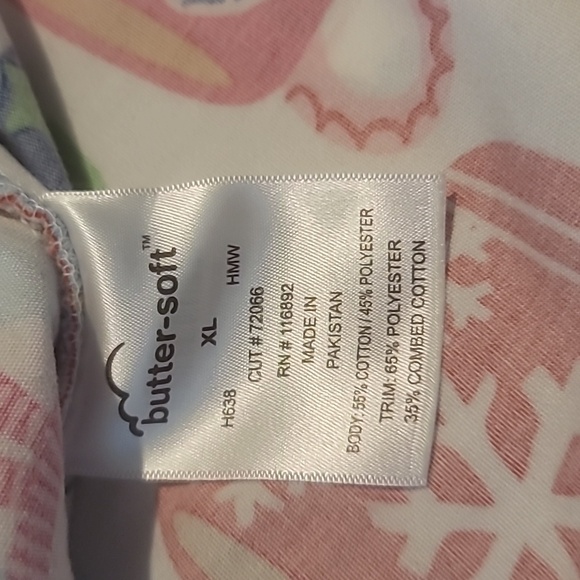 butter-soft™
XL
H638 HMW
CUT # 72066
RN # 116892
MADE IN
PAKISTAN
BODY: 55% COTTON / 45% POLYESTER
TRIM: 65% POLYESTER
35% COMBED COTTON